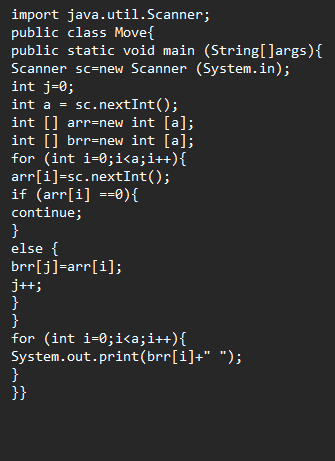 import java.util.Scanner;
public class Move{
public static void main (String[]args){
Scanner sc=new Scanner (System.in);
int j=0;
int a = sc.nextInt();
int [] arr=new int [a];
int [] brr=new int [a];
for (int i=0;i<a;i++){
arr[i]=sc.nextInt();
if (arr[i] ==0){
continue;
}
else {
brr[j]=arr[i];
j++;
}
}
for (int i=0;i<a;i++){
System.out.print(brr[i]+" ");
}
}}